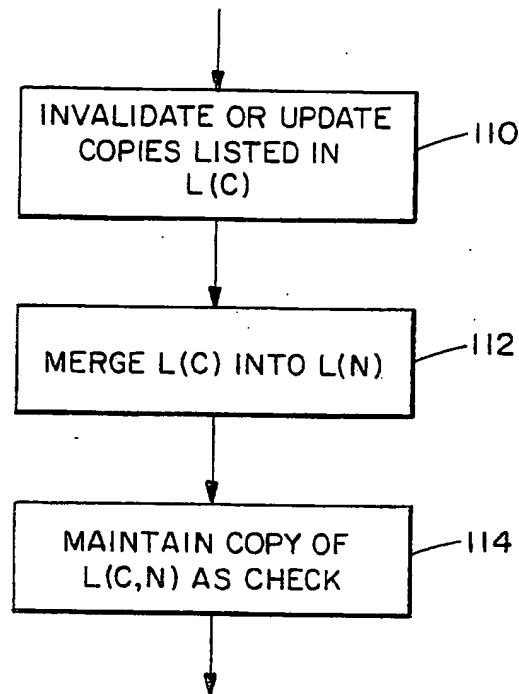 INVALIDATE OR UPDATE
COPIES LISTED IN
L(C)
110
MERGE L(C) INTO L(N)
112
MAINTAIN COPY OF
L(C,N) AS CHECK
114